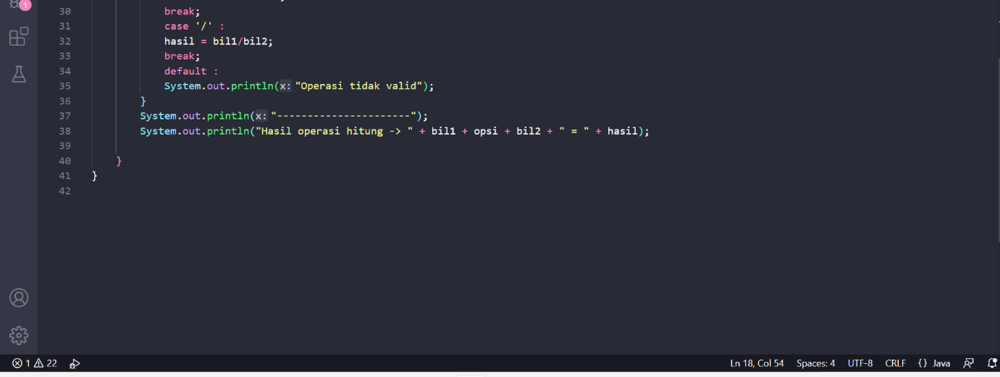 1
30 break;
31 case '/' :
32 hasil = bil1/bil2;
33 break;
34 default :
35 System.out.println(x: "Operasi tidak valid");
36 }
37 System.out.println(x: "----------------------");
38 System.out.println("Hasil operasi hitung -> " + bil1 + opsi + bil2 + " = " + hasil);
39
40 }
41 }
42
1 22 Ln 18, Col 54 Spaces: 4 UTF-8 CRLF {} Java